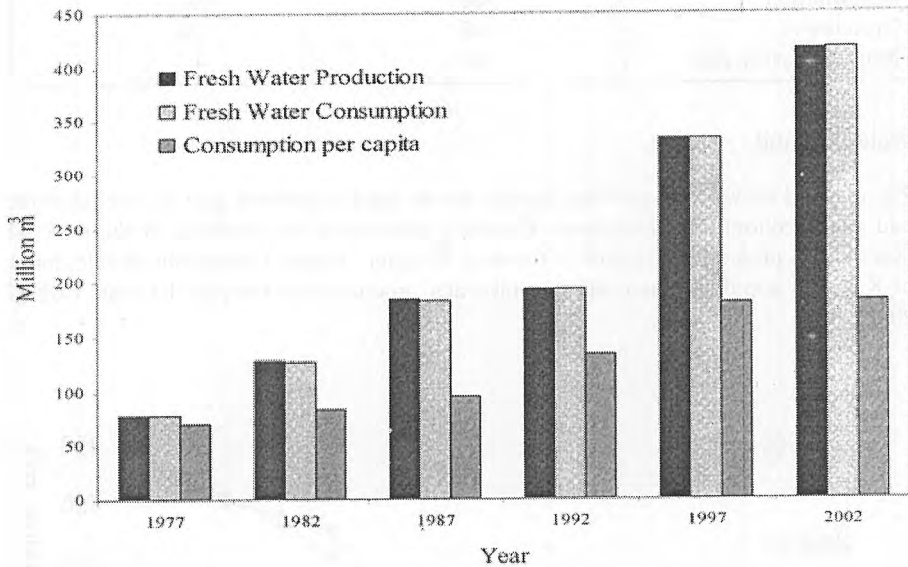 450
400
350
300
250
200
150
100
50
0
Million m³
Fresh Water Production
Fresh Water Consumption
Consumption per capita
1977 1982 1987 1992 1997 2002
Year